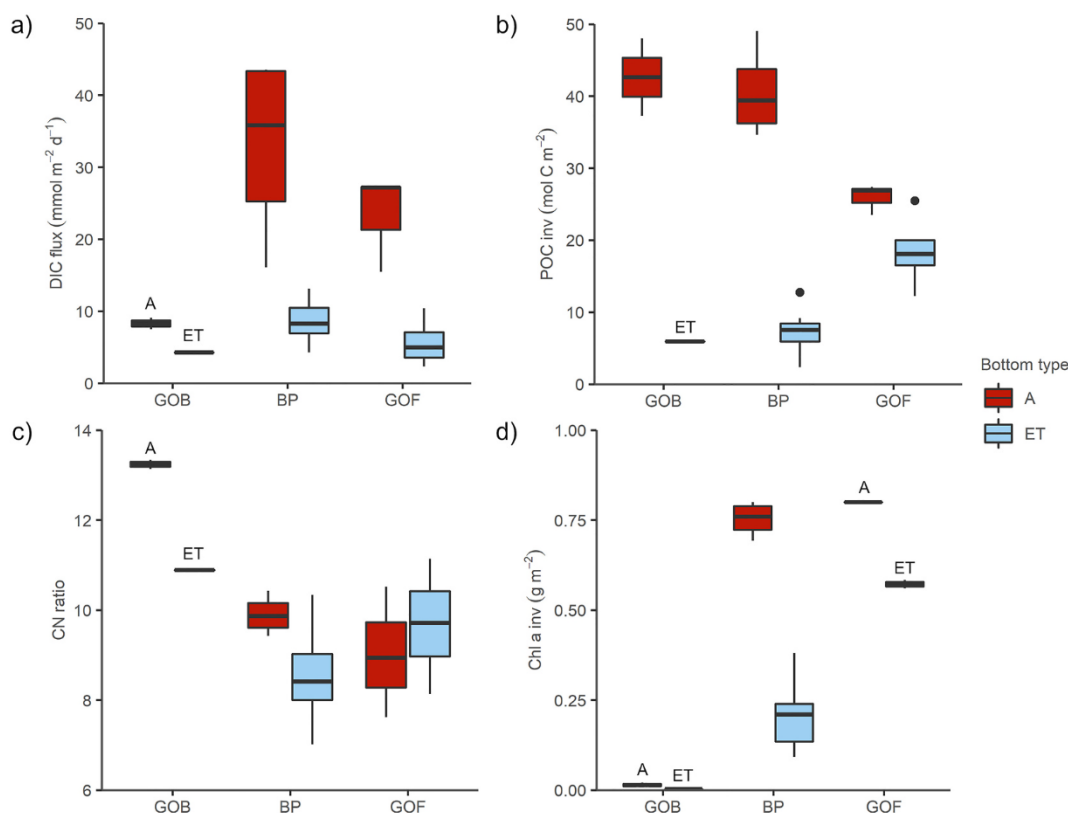 a)
50
40
30
20
10
0
DIC flux (mmol m⁻² d⁻¹)
A
ET
GOB BP GOF
b)
50
40
30
20
10
0
POC inv (mol C m⁻²)
ET
GOB BP GOF
Bottom type
A
ET
c)
14
12
10
8
6
CN ratio
A
ET
GOB BP GOF
d)
1.00
0.75
0.50
0.25
0.00
Chl a inv (g m⁻²)
A
ET
A
ET
GOB BP GOF